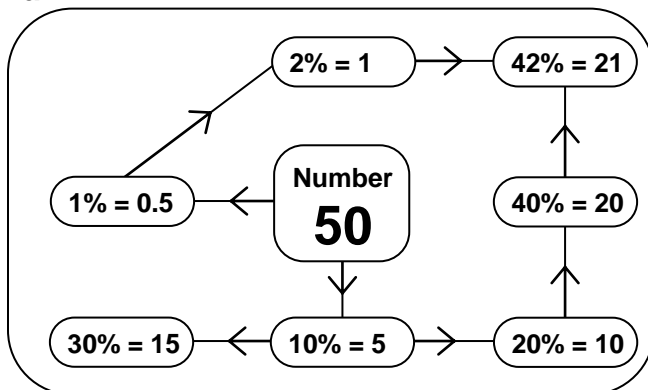 2% = 1
42% = 21
1% = 0.5
Number
50
40% = 20
30% = 15
10% = 5
20% = 10